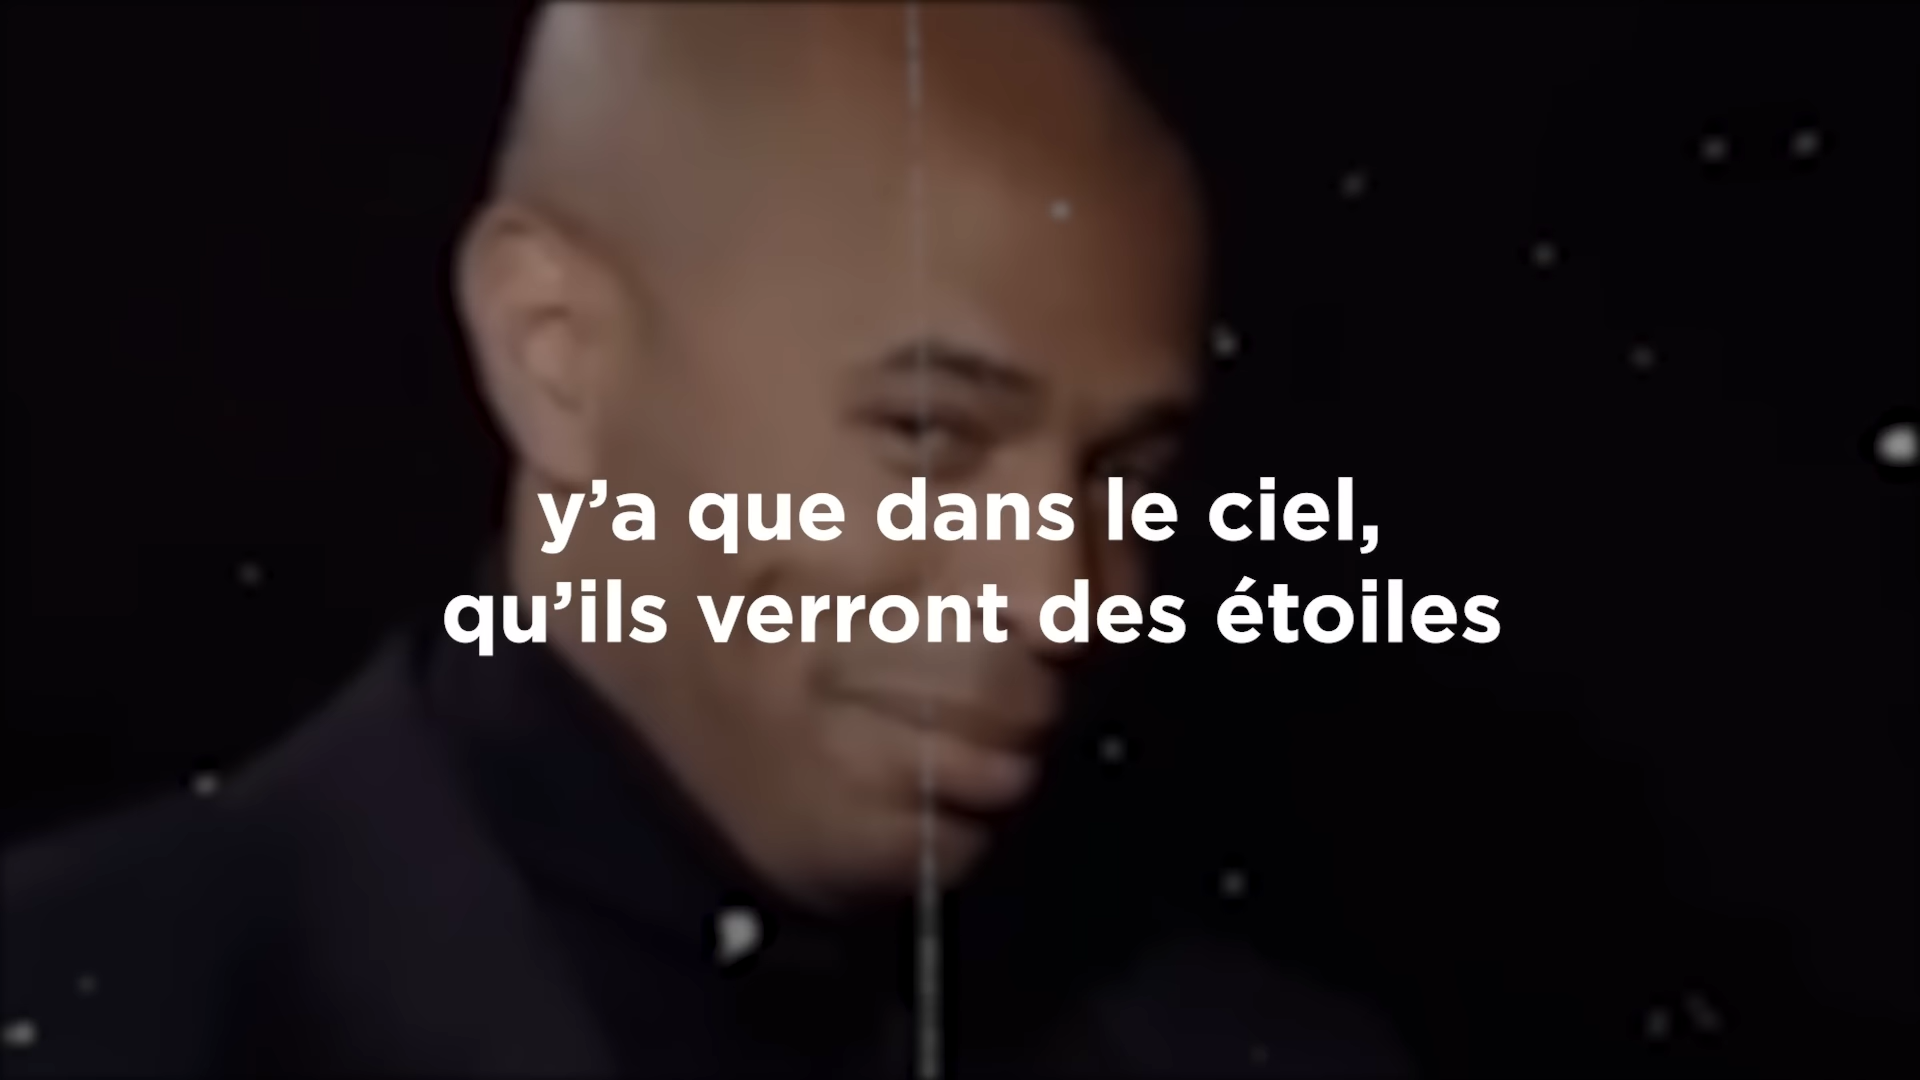 y’a que dans le ciel,
qu’ils verront des étoiles